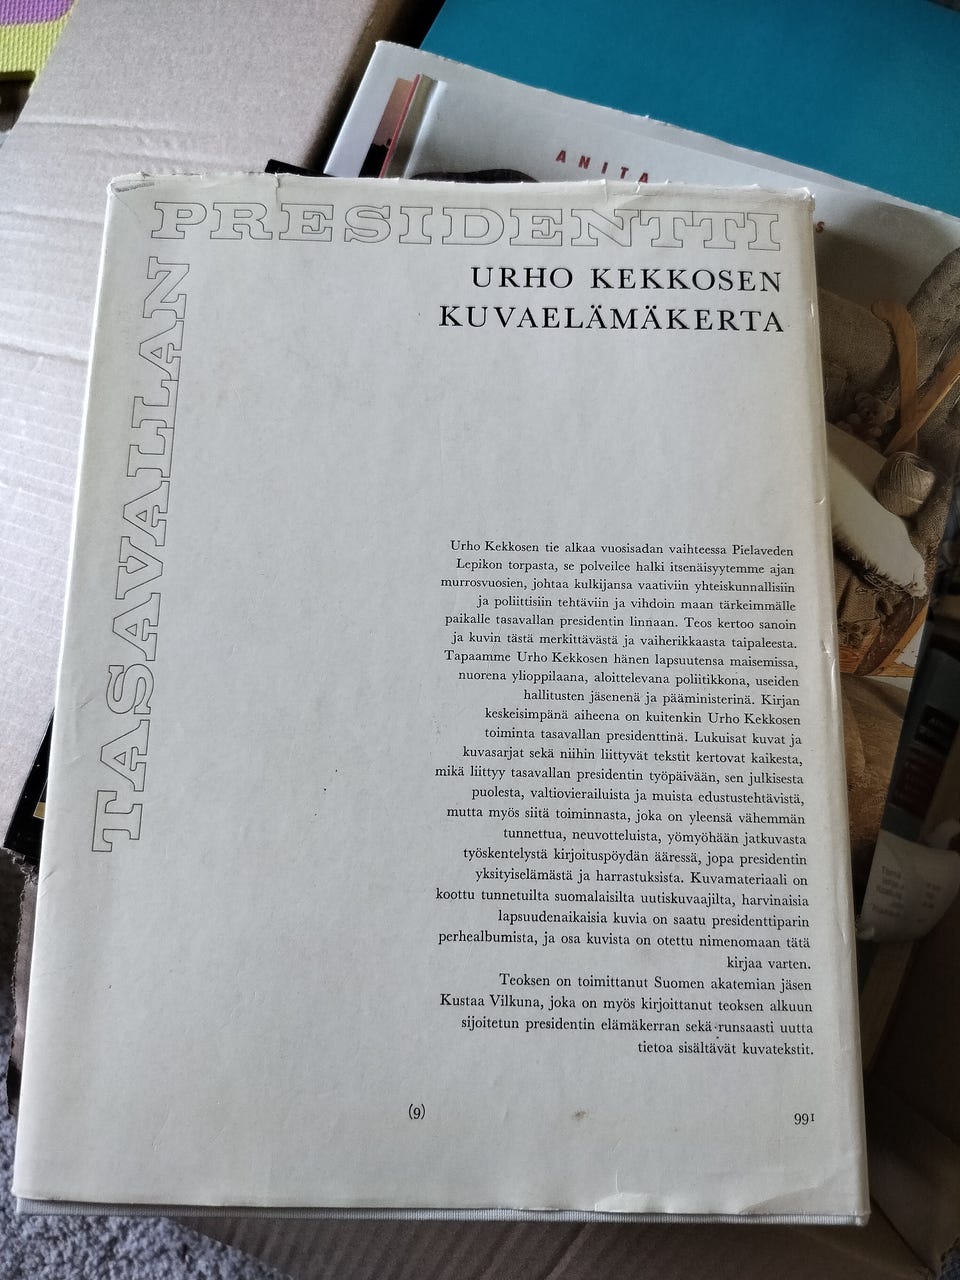 ANITA
PRESIDENTTI
TASAVALLAN
URHO KEKKOSEN
KUVAELÄMÄKERTA
Urho Kekkosen tie alkaa vuosisadan vaihteessa Pielaveden
Lepikon torpasta, se polveilee halki itsenäisyytemme ajan
murrosvuosien, johtaa kulkijansa vaativiin yhteiskunnallisiin
ja poliittisiin tehtäviin ja vihdoin maan tärkeimmälle
paikalle tasavallan presidentin linnaan. Teos kertoo sanoin
ja kuvin tästä merkittävästä ja vaiherikkaasta taipaleesta.
Tapaamme Urho Kekkosen hänen lapsuutensa maisemissa,
nuorena ylioppilaana, aloittelevana poliitikkona, useiden
hallitusten jäsenenä ja pääministerinä. Kirjan
keskeisimpänä aiheena on kuitenkin Urho Kekkosen
toiminta tasavallan presidenttinä. Lukuisat kuvat ja
kuvasarjat sekä niihin liittyvät tekstit kertovat kaikesta,
mikä liittyy tasavallan presidentin työpäivään, sen julkisesta
puolesta, valtiovierailuista ja muista edustustehtävistä,
mutta myös siitä toiminnasta, joka on yleensä vähemmän
tunnettua, neuvotteluista, yömyöhään jatkuvasta
työskentelystä kirjoituspöydän ääressä, jopa presidentin
yksityiselämästä ja harrastuksista. Kuvamateriaali on
koottu tunnetuilta suomalaisilta uutiskuvaajilta, harvinaisia
lapsuudenaikaisia kuvia on saatu presidenttiparin
perhealbumista, ja osa kuvista on otettu nimenomaan tätä
kirjaa varten.
Teoksen on toimittanut Suomen akatemian jäsen
Kustaa Vilkuna, joka on myös kirjoittanut teoksen alkuun
sijoitetun presidentin elämäkerran sekä runsaasti uutta
tietoa sisältävät kuvatekstit.
(9)
991